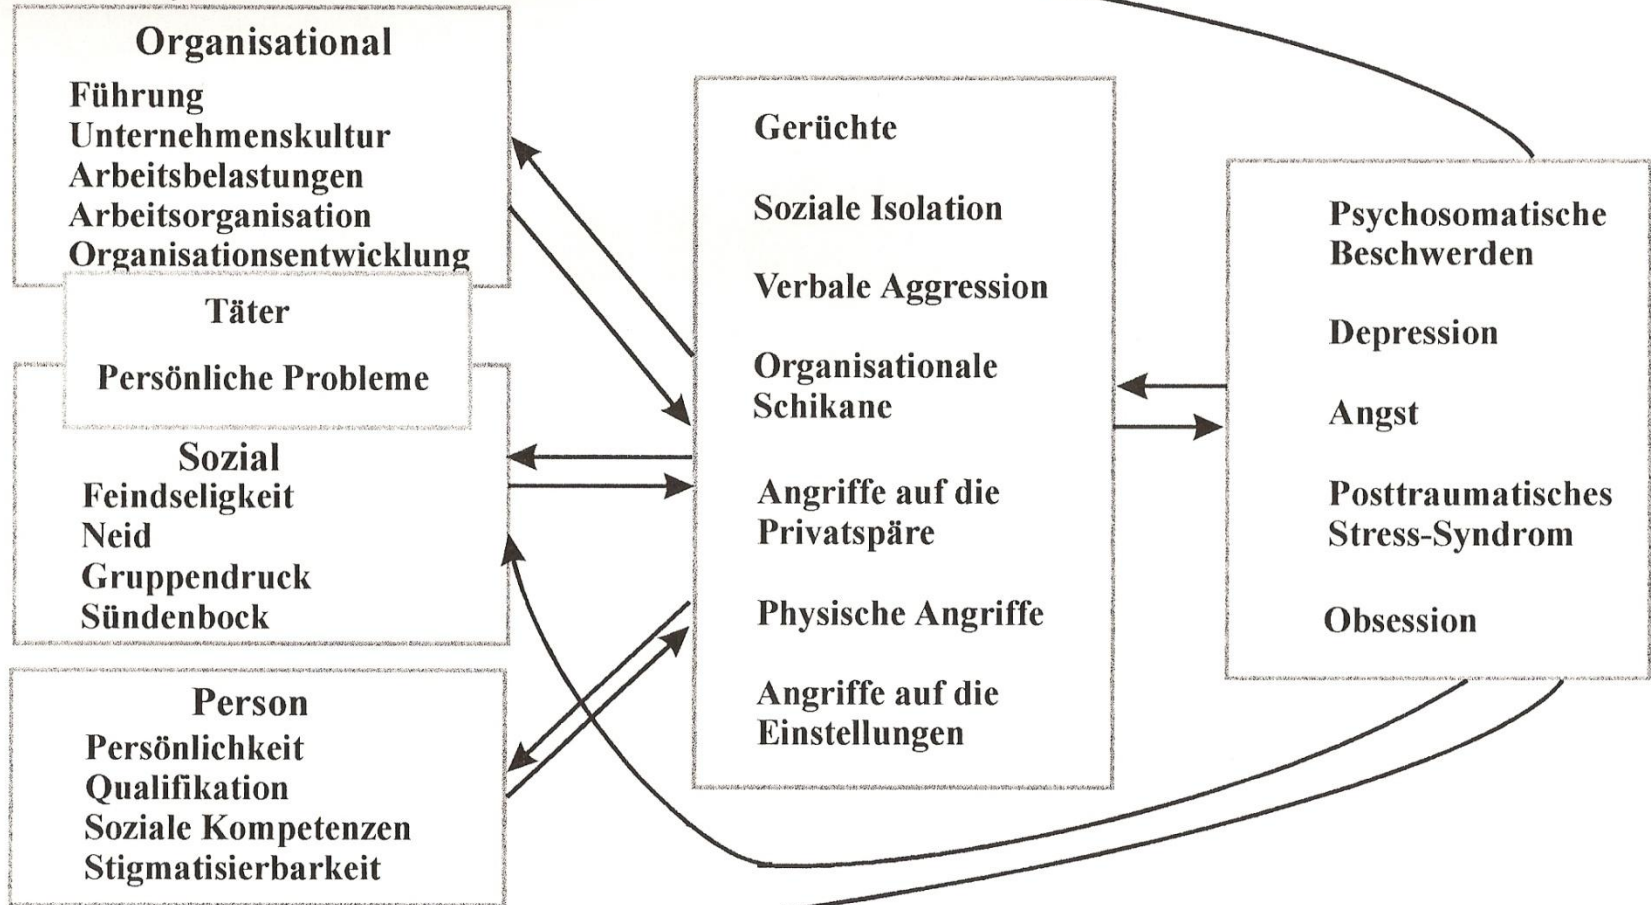 Organisational
Führung
Unternehmenskultur
Arbeitsbelastungen
Arbeitsorganisation
Organisationsentwicklung
Täter
Persönliche Probleme
Sozial
Feindseligkeit
Neid
Gruppendruck
Sündenbock
Person
Persönlichkeit
Qualifikation
Soziale Kompetenzen
Stigmatisierbarkeit
Gerüchte
Soziale Isolation
Verbale Aggression
Organisationale
Schikane
Angriffe auf die
Privatspäre
Physische Angriffe
Angriffe auf die
Einstellungen
Psychosomatische
Beschwerden
Depression
Angst
Posttraumatisches
Stress-Syndrom
Obsession